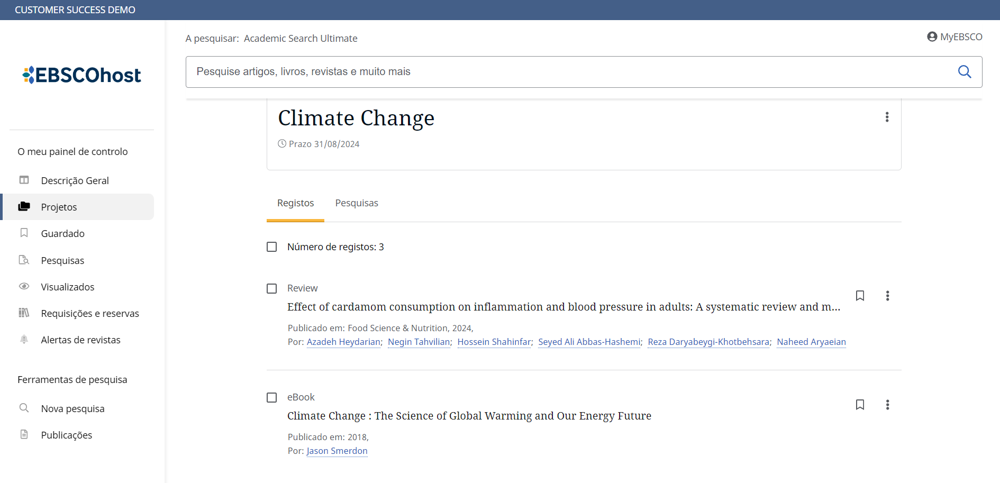 CUSTOMER SUCCESS DEMO
A pesquisar: Academic Search Ultimate
MyEBSCO
EBSCOhost
Pesquise artigos, livros, revistas e muito mais
O meu painel de controlo
Descrição Geral
Projetos
Guardado
Pesquisas
Visualizados
Requisições e reservas
Alertas de revistas
Ferramentas de pesquisa
Nova pesquisa
Publicações
Climate Change
Prazo 31/08/2024
Registos Pesquisas
Número de registos: 3
Review
Effect of cardamom consumption on inflammation and blood pressure in adults: A systematic review and m...
Publicado em: Food Science & Nutrition, 2024,
Por: Azadeh Heydarian; Negin Tahvilian; Hossein Shahinfar; Seyed Ali Abbas-Hashemi; Reza Daryabeygi-Khotbehsara; Naheed Aryaeian
eBook
Climate Change : The Science of Global Warming and Our Energy Future
Publicado em: 2018,
Por: Jason Smerdon